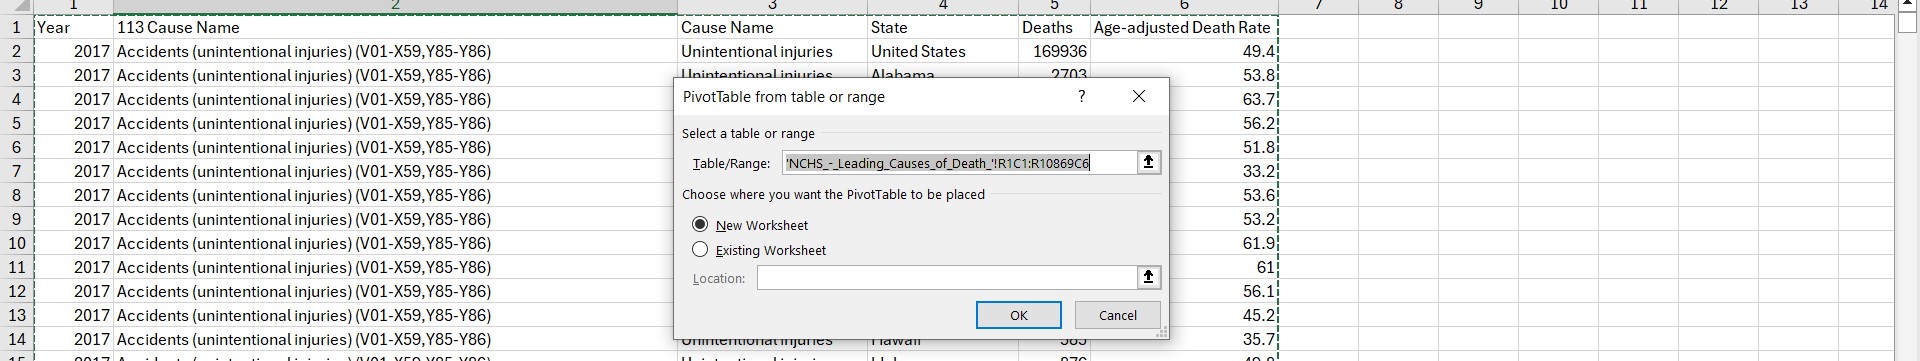 1 2 3 4 5 6 7 8 9 10 11 12 13 14
1 Year 113 Cause Name Cause Name State Deaths Age-adjusted Death Rate
2 2017 Accidents (unintentional injuries) (V01-X59,Y85-Y86) Unintentional injuries United States 169936 49.4
3 2017 Accidents (unintentional injuries) (V01-X59,Y85-Y86) Unintentional injuries Alabama 2703 53.8
4 2017 Accidents (unintentional injuries) (V01-X59,Y85-Y86) 63.7
5 2017 Accidents (unintentional injuries) (V01-X59,Y85-Y86) 56.2
6 2017 Accidents (unintentional injuries) (V01-X59,Y85-Y86) 51.8
7 2017 Accidents (unintentional injuries) (V01-X59,Y85-Y86) 33.2
8 2017 Accidents (unintentional injuries) (V01-X59,Y85-Y86) 53.6
9 2017 Accidents (unintentional injuries) (V01-X59,Y85-Y86) 53.2
10 2017 Accidents (unintentional injuries) (V01-X59,Y85-Y86) 61.9
11 2017 Accidents (unintentional injuries) (V01-X59,Y85-Y86) 61
12 2017 Accidents (unintentional injuries) (V01-X59,Y85-Y86) 56.1
13 2017 Accidents (unintentional injuries) (V01-X59,Y85-Y86) 45.2
14 2017 Accidents (unintentional injuries) (V01-X59,Y85-Y86) Unintentional injuries Hawaii 35.7
PivotTable from table or range ?
Select a table or range
Table/Range: 'NCHS_-_Leading_Causes_of_Death_'!R1C1:R10869C6
Choose where you want the PivotTable to be placed
New Worksheet
Existing Worksheet
Location:
OK Cancel